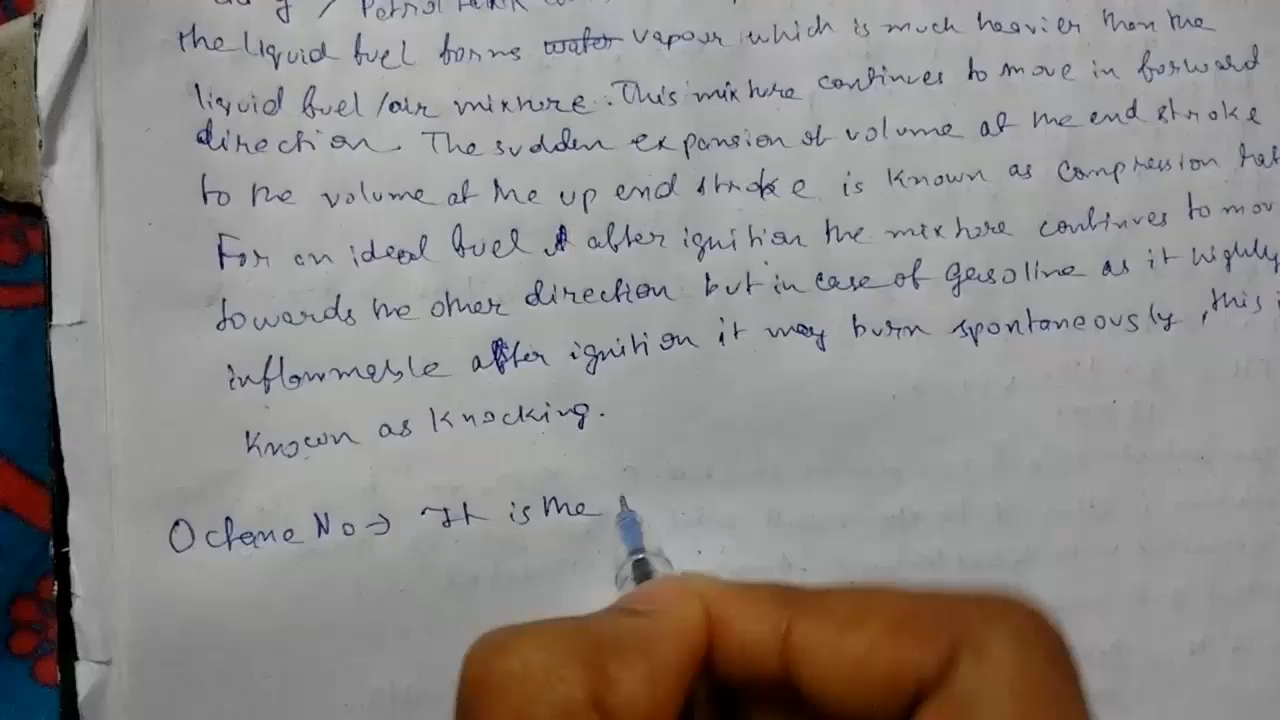 Petrol tank
the liquid fuel forms water vapour which is much heavier than the
liquid fuel/air mixture. This mixture continues to move in forward
direction. The sudden expansion of volume at the end stroke
to the volume at the up end stroke is known as compression rat
For an ideal fuel after ignition the mixture continues to mov
towards the other direction but in case of gasoline as it highly
inflammable after ignition it may burn spontaneously, this i
known as knocking.
Octane No → It is the